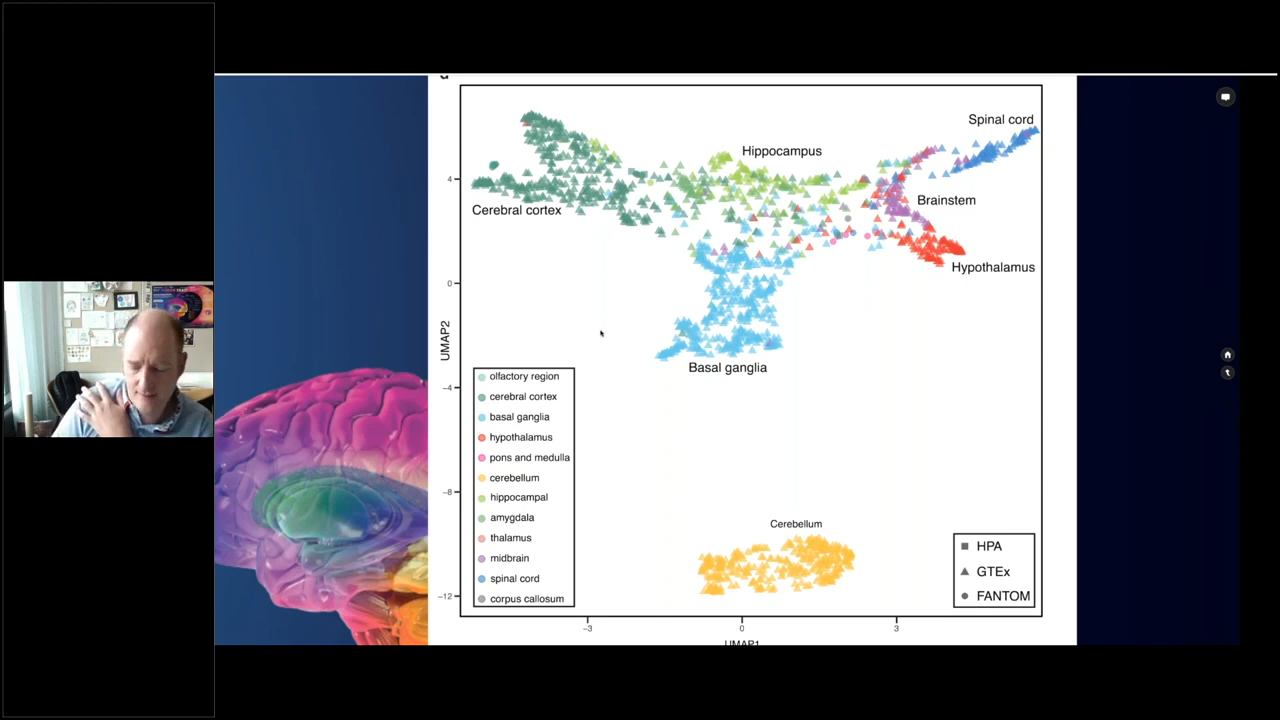 Spinal cord
Hippocampus
4
Brainstem
Cerebral cortex
Hypothalamus
0
UMAP2
Basal ganglia
olfactory region
cerebral cortex
basal ganglia
hypothalamus
pons and medulla
cerebellum
hippocampal
amygdala
thalamus
midbrain
spinal cord
corpus callosum
−4
−8
Cerebellum
HPA
GTEx
FANTOM
−12
−3
0
3
UMAP1